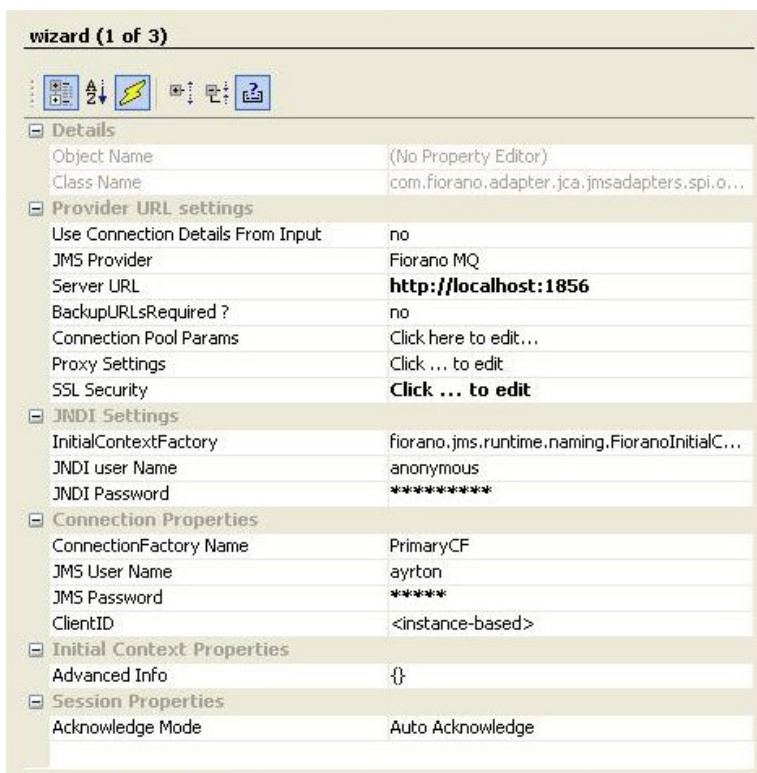 wizard (1 of 3)
Details
Object Name (No Property Editor)
Class Name com.fiorano.adapter.jca.jmsadapters.spi.o...
Provider URL settings
Use Connection Details From Input no
JMS Provider Fiorano MQ
Server URL http://localhost:1856
BackupURLsRequired ? no
Connection Pool Params Click here to edit...
Proxy Settings Click ... to edit
SSL Security Click ... to edit
JNDI Settings
InitialContextFactory fiorano.jms.runtime.naming.FioranoInitialC...
JNDI user Name anonymous
JNDI Password *********
Connection Properties
ConnectionFactory Name PrimaryCF
JMS User Name ayrton
JMS Password *****
ClientID <instance-based>
Initial Context Properties
Advanced Info {}
Session Properties
Acknowledge Mode Auto Acknowledge